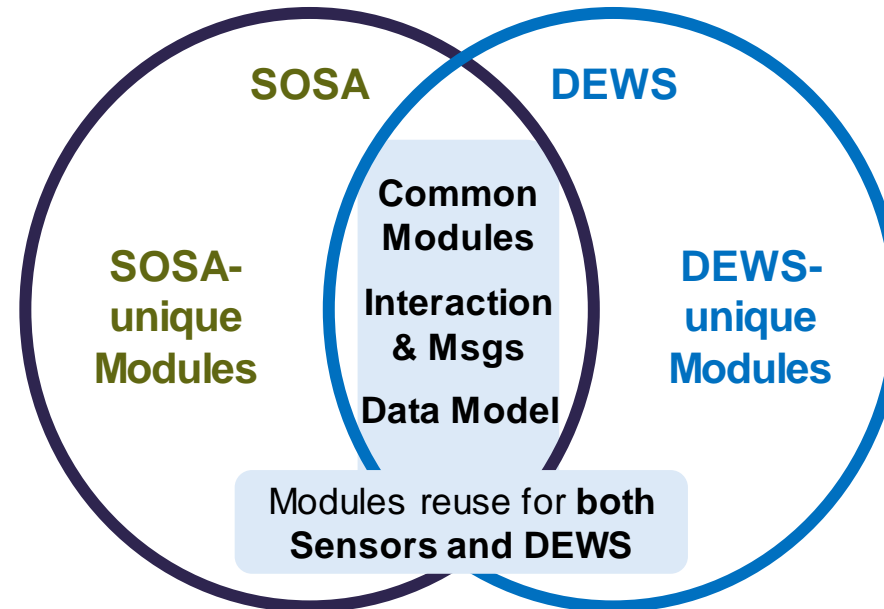 SOSA
DEWS
SOSA-
unique
Modules
Common
Modules
Interaction
& Msgs
Data Model
DEWS-
unique
Modules
Modules reuse for both
Sensors and DEWS